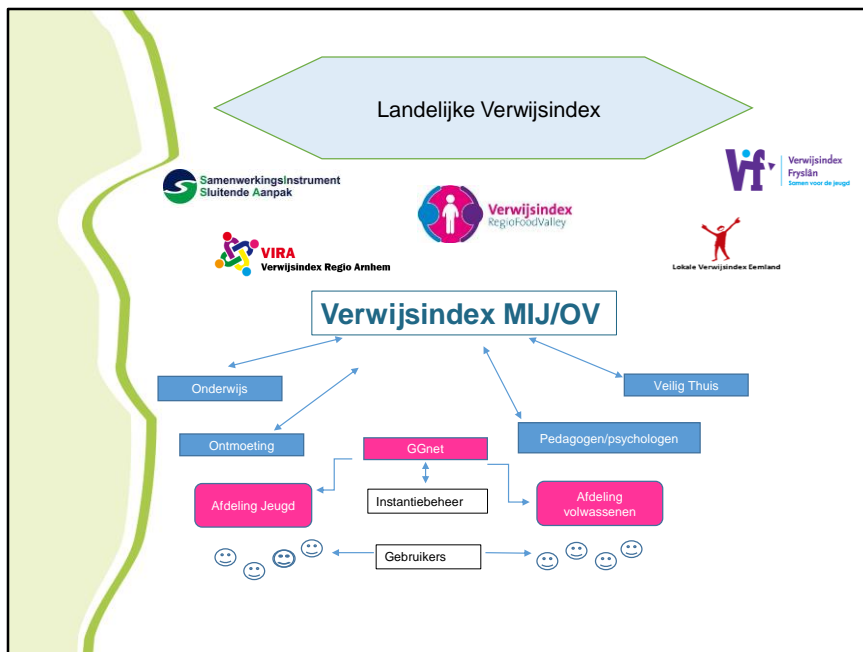 Landelijke Verwijsindex
SamenwerkingsInstrument
Sluitende Aanpak
Verwijsindex
RegioFoodValley
Vif
Verwijsindex
Fryslân
Samen voor de jeugd
VIRA
Verwijsindex Regio Arnhem
Lokale Verwijsindex Eemland
Verwijsindex MIJ/OV
Onderwijs
Veilig Thuis
Ontmoeting
Pedagogen/psychologen
GGnet
Afdeling Jeugd
Instantiebeheer
Afdeling
volwassenen
Gebruikers